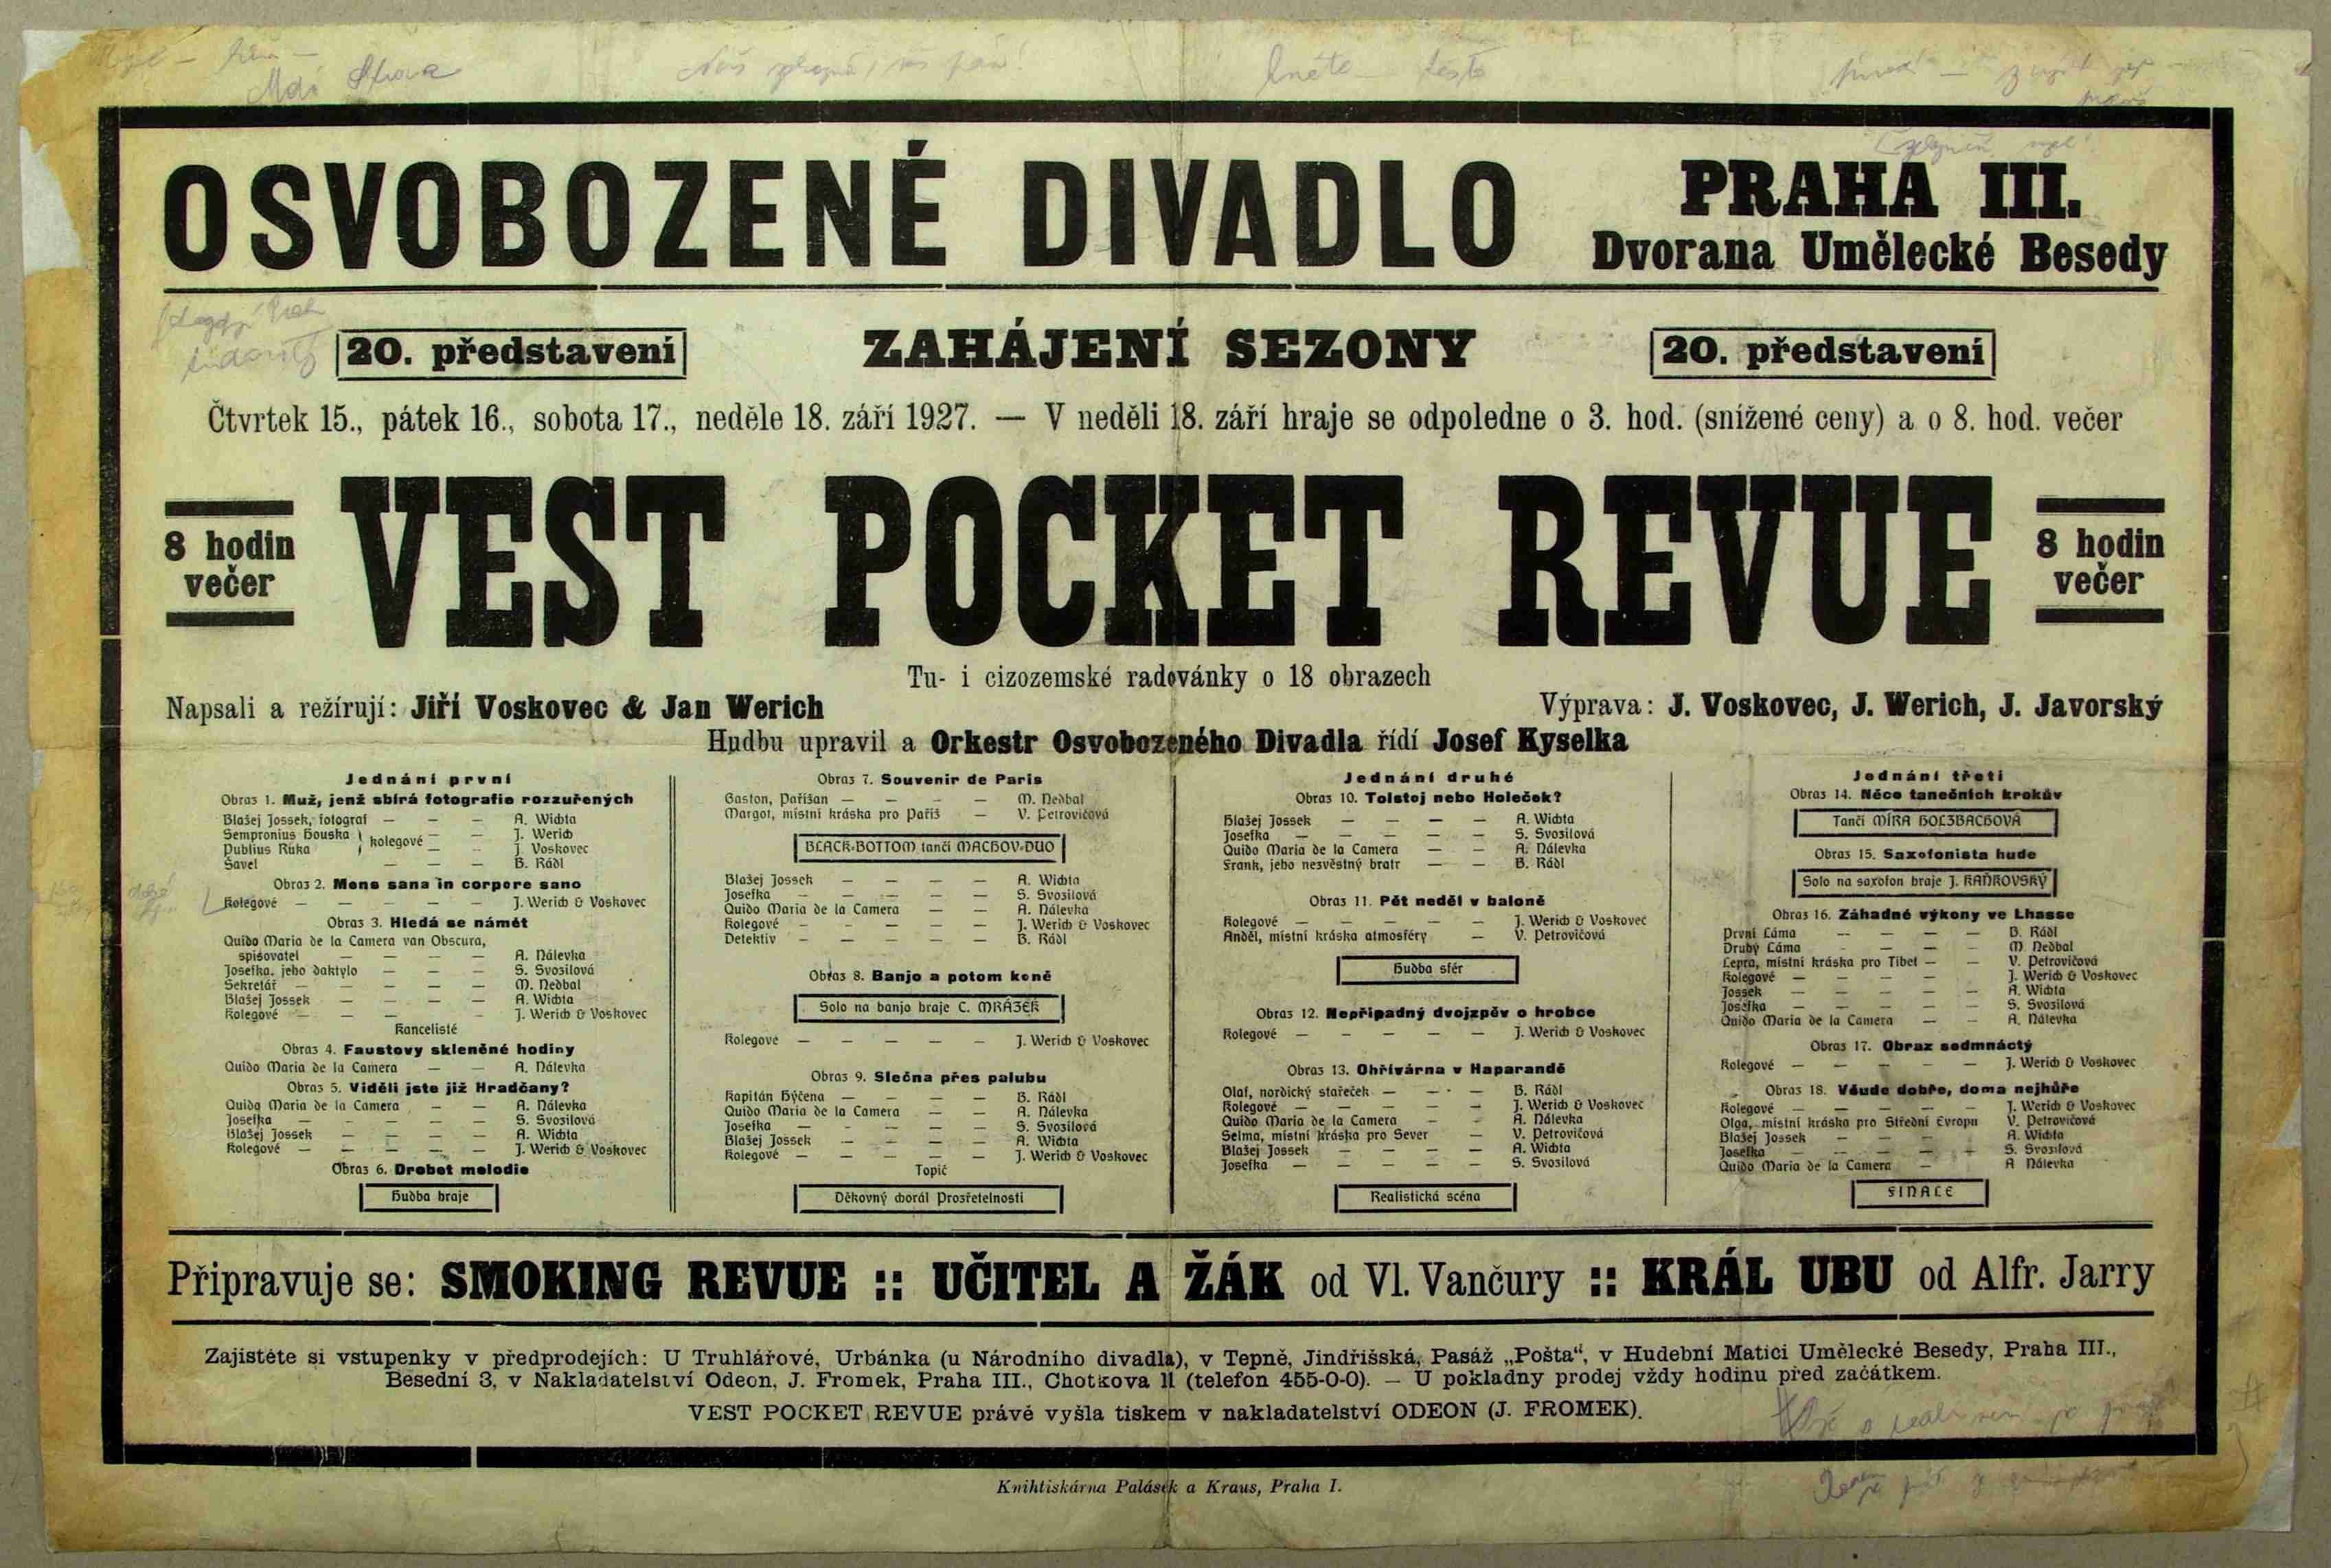 OSVOBOZENÉ DIVADLO
PRAHA III.
Dvorana Umělecké Besedy
20. představení
ZAHÁJENÍ SEZONY
20. představení
Čtvrtek 15., pátek 16., sobota 17., neděle 18. září 1927. — V neděli 18. září hraje se odpoledne o 3. hod. (snížené ceny) a o 8. hod. večer
8 hodin
večer
VEST POCKET REVUE
8 hodin
večer
Tu- i cizozemské radovánky o 18 obrazech
Napsali a režírují: Jiří Voskovec & Jan Werich
Výprava: J. Voskovec, J. Werich, J. Javorský
Hudbu upravil a Orkestr Osvobozeného Divadla řídí Josef Kyselka
Jednání první
Obraz 1. Muž, jenž sbírá fotografie rozzuřených
Blažej Jossek, fotograf — — — A. Wichta
Sempronius Houska } kolegové — — J. Werich
Publius Ruka } kolegové — — J. Voskovec
Šavel — — — B. Rádl
Obraz 2. Mens sana in corpore sano
Kolegové — — — — — J. Werich & Voskovec
Obraz 3. Hledá se námět
Quido Maria de la Camera van Obscura,
spisovatel — — — — A. Nálevka
Josefka, jeho daktylo — — — S. Svozilová
Sekretář — — — — — M. Nedbal
Blažej Jossek — — — — A. Wichta
Kolegové — — — — J. Werich & Voskovec
Kancelisté
Obraz 4. Faustovy skleněné hodiny
Quido Maria de la Camera — — A. Nálevka
Obraz 5. Viděli jste již Hradčany?
Quido Maria de la Camera — — A. Nálevka
Josefka — — — — — S. Svozilová
Blažej Jossek — — — — A. Wichta
Kolegové — — — — — J. Werich & Voskovec
Obraz 6. Drobet melodie
Hudba hraje
Obraz 7. Souvenir de Paris
Gaston, Pařížan — — — — M. Nedbal
Margot, místní kráska pro Paříž — V. Petrovičová
BLACK-BOTTOM tančí MACHOV-DUO
Blažej Jossek — — — — A. Wichta
Josefka — — — — — S. Svozilová
Quido Maria de la Camera — — A. Nálevka
Kolegové — — — — — J. Werich & Voskovec
Detektiv — — — — — B. Rádl
Obraz 8. Banjo a potom koně
Solo na banjo hraje C. MRÁZEK
Kolegové — — — — — J. Werich & Voskovec
Obraz 9. Slečna přes palubu
Kapitán Hýčena — — — — B. Rádl
Quido Maria de la Camera — — A. Nálevka
Josefka — — — — — S. Svozilová
Blažej Jossek — — — — A. Wichta
Kolegové — — — — — J. Werich & Voskovec
Topič
Děkovný chorál Prozřetelnosti
Jednání druhé
Obraz 10. Tolstoj nebo Holeček?
Blažej Jossek — — — — A. Wichta
Josefka — — — — — S. Svozilová
Quido Maria de la Camera — — A. Nálevka
Frank, jeho nezvěstný bratr — — B. Rádl
Obraz 11. Pět neděl v baloně
Kolegové — — — — — J. Werich & Voskovec
Anděl, místní kráska atmosféry — V. Petrovičová
Hudba sfér
Obraz 12. Nepřípadný dvojzpěv o hrobce
Kolegové — — — — — J. Werich & Voskovec
Obraz 13. Ohřívárna v Haparandě
Olaf, nordický stařeček — — — B. Rádl
Kolegové — — — — — J. Werich & Voskovec
Quido Maria de la Camera — — A. Nálevka
Selma, místní kráska pro Sever — V. Petrovičová
Blažej Jossek — — — — A. Wichta
Josefka — — — — — S. Svozilová
Realistická scéna
Jednání třetí
Obraz 14. Něco tanečních kroků
Tančí MÍRA HOLZBACHOVÁ
Obraz 15. Saxofonista hude
Solo na saxofon hraje J. KAŇKOVSKÝ
Obraz 16. Záhadné výkony ve Lhasse
První Láma — — — — B. Rádl
Druhý Láma — — — — M. Nedbal
Lepra, místní kráska pro Tibet — — V. Petrovičová
Kolegové — — — — — J. Werich & Voskovec
Jossek — — — — — A. Wichta
Josefka — — — — — S. Svozilová
Quido Maria de la Camera — — A. Nálevka
Obraz 17. Obraz sedmnáctý
Kolegové — — — — — J. Werich & Voskovec
Obraz 18. Všude dobře, doma nejhůře
Kolegové — — — — — J. Werich & Voskovec
Olga, místní kráska pro Střední Evropu V. Petrovičová
Blažej Jossek — — — — A. Wichta
Josefka — — — — — S. Svozilová
Quido Maria de la Camera — — A Nálevka
FINALE
Připravuje se: SMOKING REVUE :: UČITEL A ŽÁK od Vl. Vančury :: KRÁL UBU od Alfr. Jarry
Zajistěte si vstupenky v předprodejích: U Truhlářové, Urbánka (u Národního divadla), v Tepně, Jindřišská, Pasáž „Pošta“, v Hudební Matici Umělecké Besedy, Praha III.,
Besední 3, v Nakladatelství Odeon, J. Fromek, Praha III., Chotkova 11 (telefon 455-0-0). — U pokladny prodej vždy hodinu před začátkem.
VEST POCKET REVUE právě vyšla tiskem v nakladatelství ODEON (J. FROMEK).
Knihtiskárna Palásek a Kraus, Praha I.